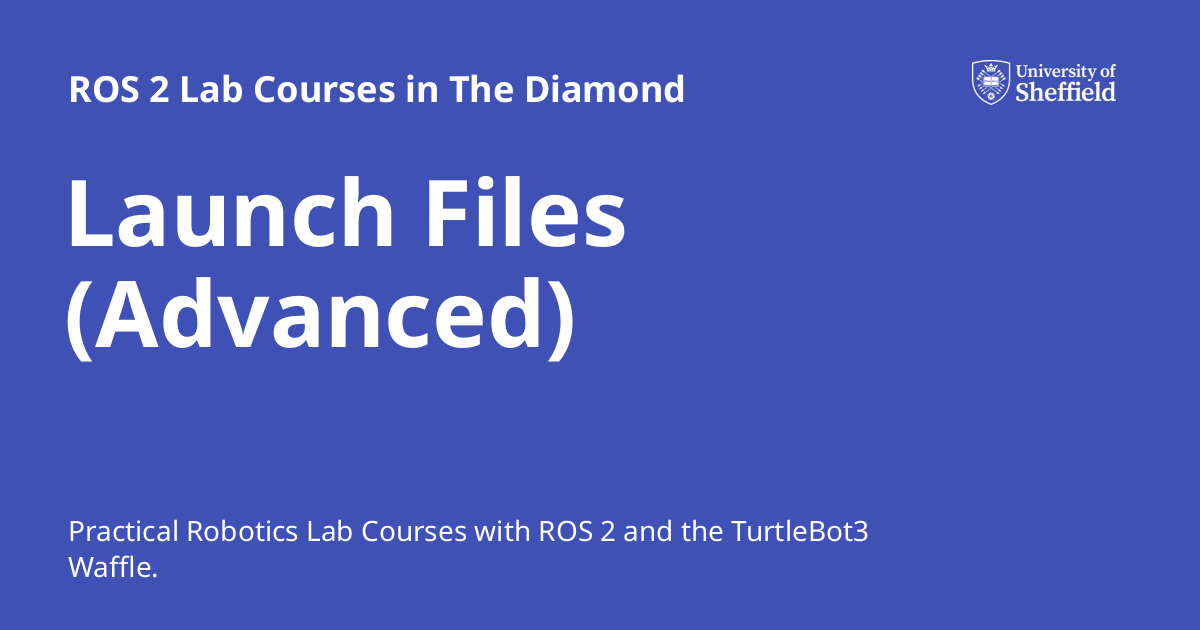 ROS 2 Lab Courses in The Diamond
University of
Sheffield
Launch Files
(Advanced)
Practical Robotics Lab Courses with ROS 2 and the TurtleBot3
Waffle.